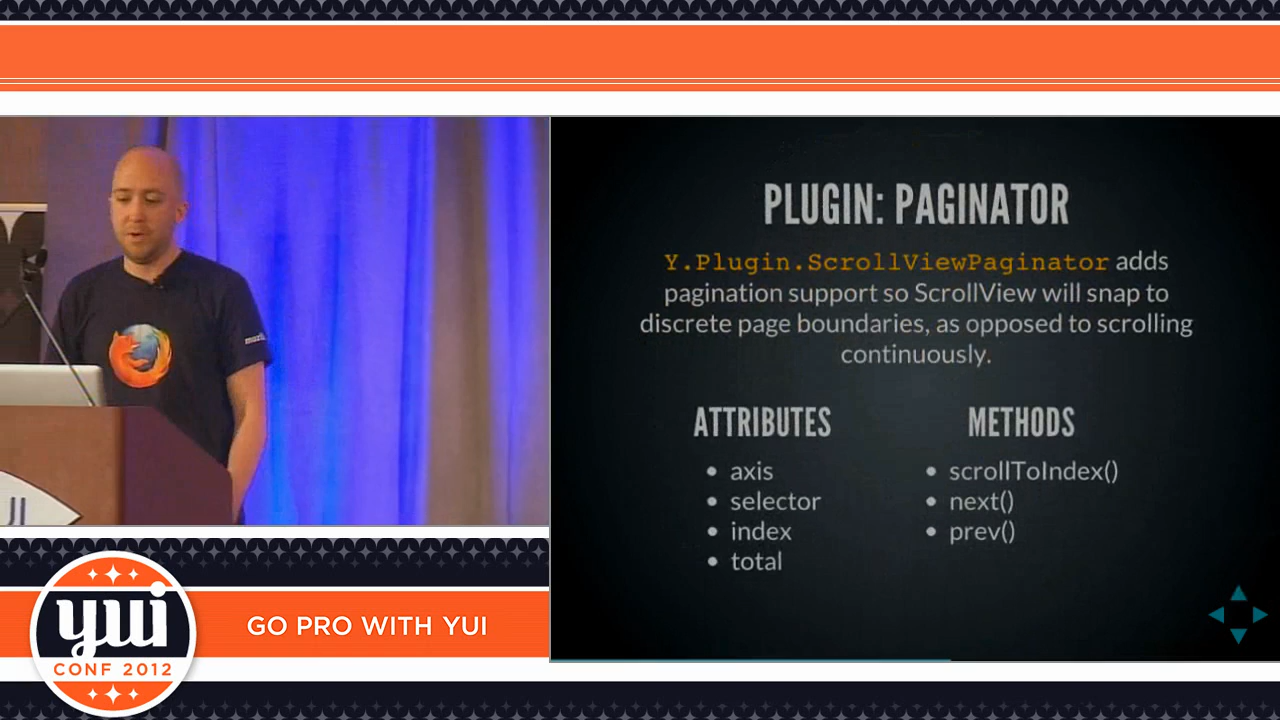 PLUGIN: PAGINATOR
Y.Plugin.ScrollViewPaginator adds
pagination support so ScrollView will snap to
discrete page boundaries, as opposed to scrolling
continuously.
ATTRIBUTES
• axis
• selector
• index
• total
METHODS
• scrollToIndex()
• next()
• prev()
yui
CONF 2012
GO PRO WITH YUI